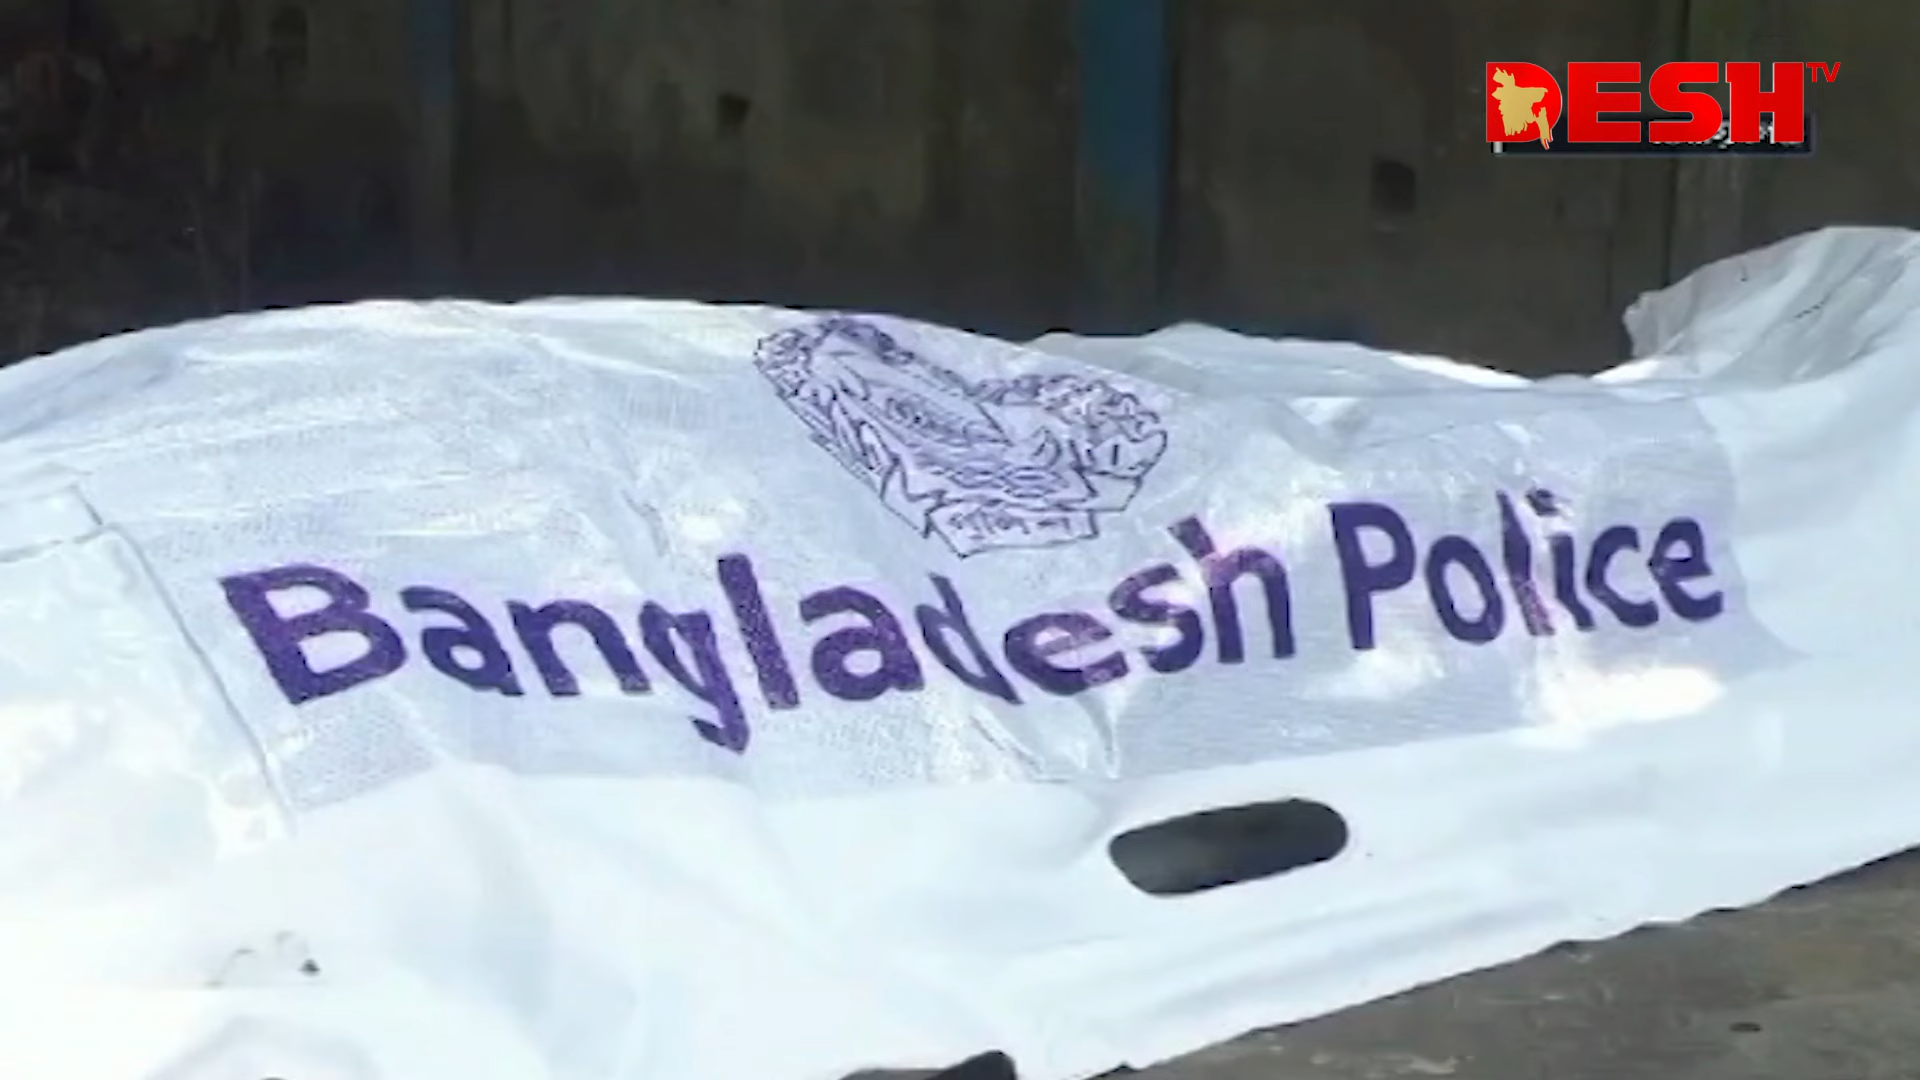 DESH TV
পুলিশ
Bangladesh Police